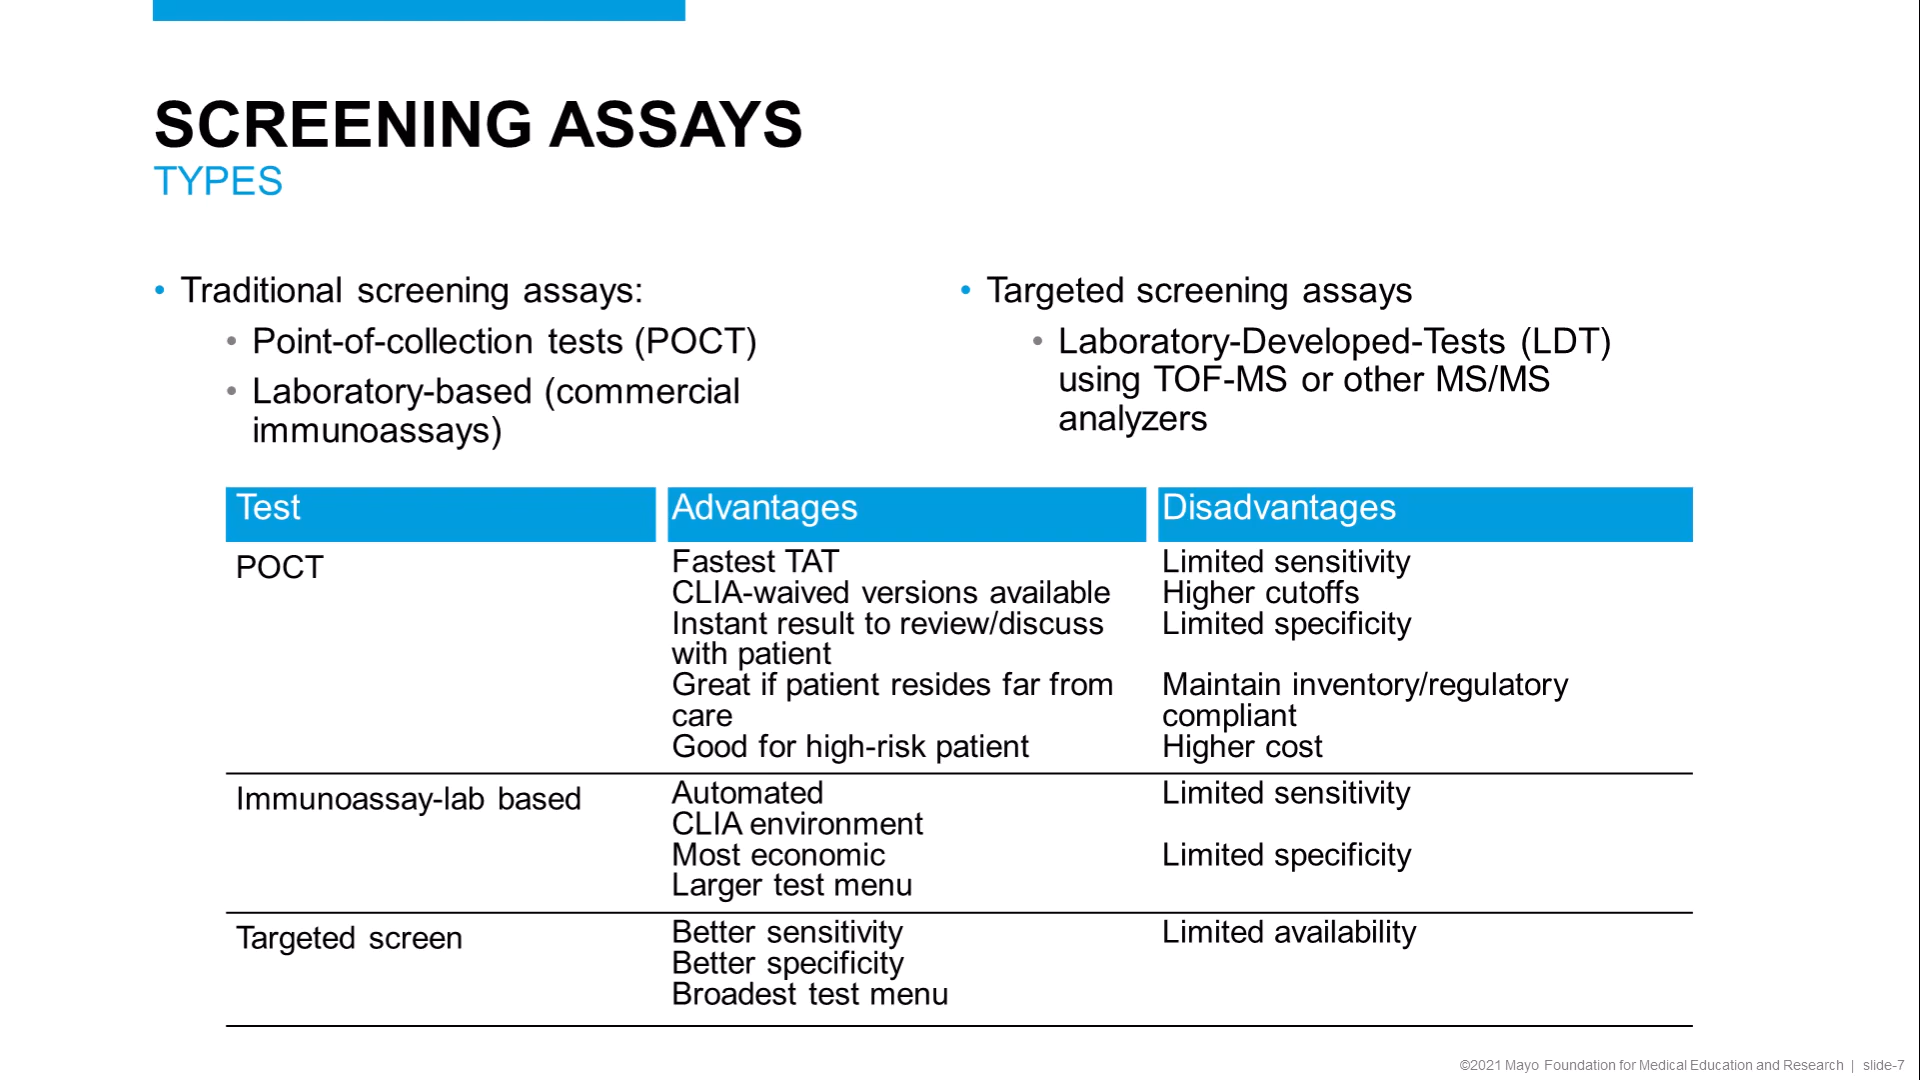 SCREENING ASSAYS
TYPES
• Traditional screening assays:
• Point-of-collection tests (POCT)
• Laboratory-based (commercial
immunoassays)
• Targeted screening assays
• Laboratory-Developed-Tests (LDT)
using TOF-MS or other MS/MS
analyzers
Test Advantages Disadvantages
POCT
Fastest TAT
CLIA-waived versions available
Instant result to review/discuss
with patient
Great if patient resides far from
care
Good for high-risk patient
Limited sensitivity
Higher cutoffs
Limited specificity
Maintain inventory/regulatory
compliant
Higher cost
Immunoassay-lab based
Automated
CLIA environment
Most economic
Larger test menu
Limited sensitivity
Limited specificity
Targeted screen
Better sensitivity
Better specificity
Broadest test menu
Limited availability
©2021 Mayo Foundation for Medical Education and Research | slide-7